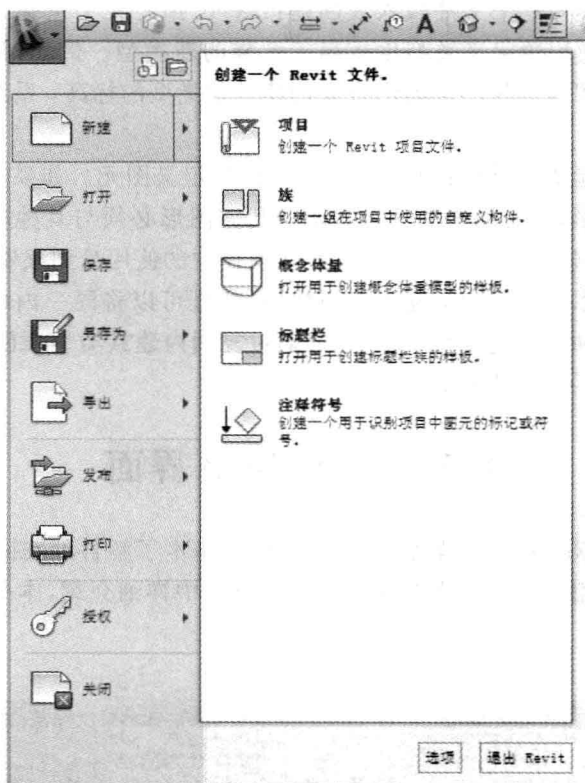 A
创建一个 Revit 文件。
新建
项目
创建一个 Revit 项目文件。
打开
族
创建一组在项目中使用的自定义构件。
保存
概念体量
打开用于创建概念体量模型的样板。
另存为
标题栏
打开用于创建标题栏族的样板。
导出
注释符号
创建一个用于识别项目中图元的标记或符
号。
发布
打印
授权
关闭
选项
退出 Revit